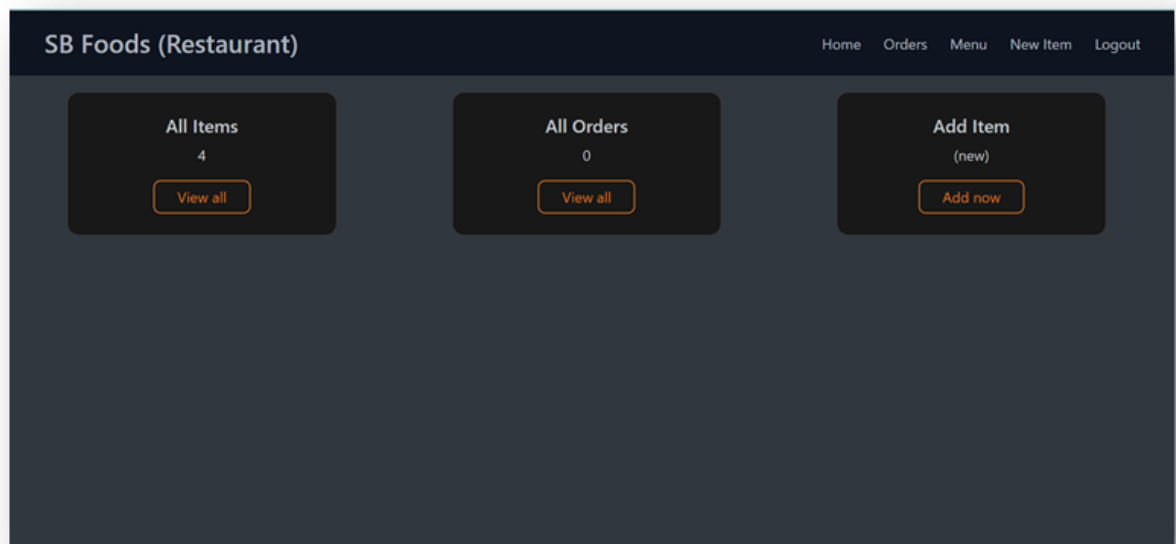 SB Foods (Restaurant)
Home Orders Menu New Item Logout
All Items
4
View all
All Orders
0
View all
Add Item
(new)
Add now